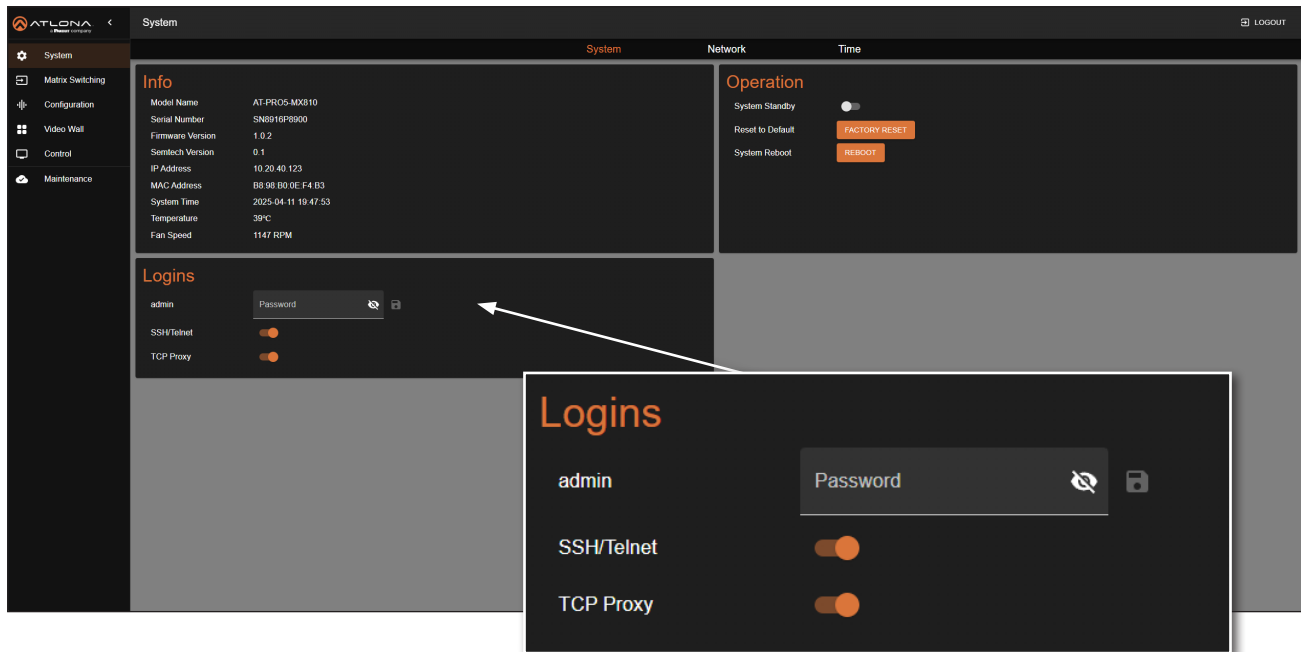 ATLONA
a Panduit company
System
LOGOUT
System
Matrix Switching
Configuration
Video Wall
Control
Maintenance
System Network Time
Info
Model Name AT-PRO5-MX810
Serial Number SN8916P8900
Firmware Version 1.0.2
Semtech Version 0.1
IP Address 10.20.40.123
MAC Address B8:98:B0:0E:F4:B3
System Time 2025-04-11 19:47:53
Temperature 39°C
Fan Speed 1147 RPM
Operation
System Standby
Reset to Default FACTORY RESET
System Reboot REBOOT
Logins
admin Password
SSH/Telnet
TCP Proxy
Logins
admin Password
SSH/Telnet
TCP Proxy